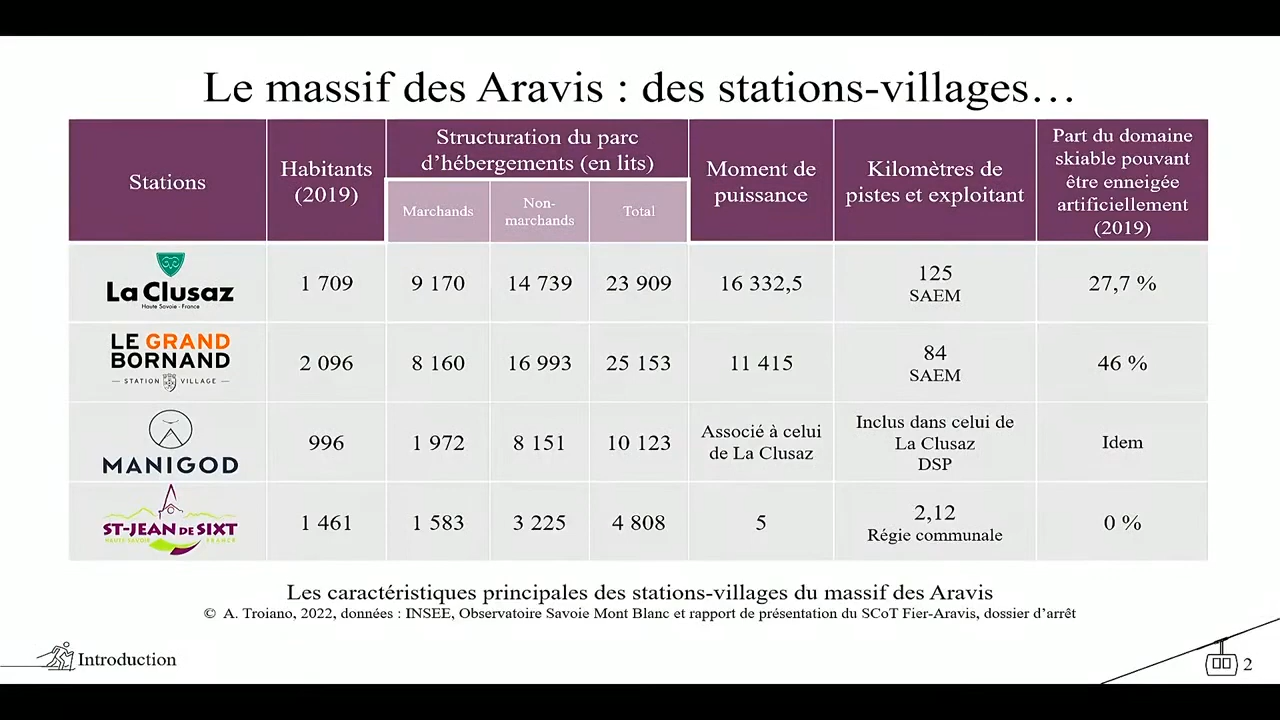 Le massif des Aravis : des stations-villages…
Stations
Habitants
(2019)
Structuration du parc
d’hébergements (en lits)
Marchands
Non-
marchands
Total
Moment de
puissance
Kilomètres de
pistes et exploitant
Part du domaine
skiable pouvant
être enneigée
artificiellement
(2019)
La Clusaz
Haute Savoie - France
1 709
9 170
14 739
23 909
16 332,5
125
SAEM
27,7 %
LE GRAND
BORNAND
STATION VILLAGE
2 096
8 160
16 993
25 153
11 415
84
SAEM
46 %
MANIGOD
996
1 972
8 151
10 123
Associé à celui
de La Clusaz
Inclus dans celui de
La Clusaz
DSP
Idem
ST-JEAN DE SIXT
HAUTE SAVOIE FRANCE
1 461
1 583
3 225
4 808
5
2,12
Régie communale
0 %
Les caractéristiques principales des stations-villages du massif des Aravis
© A. Troiano, 2022, données : INSEE, Observatoire Savoie Mont Blanc et rapport de présentation du SCoT Fier-Aravis, dossier d’arrêt
Introduction
2